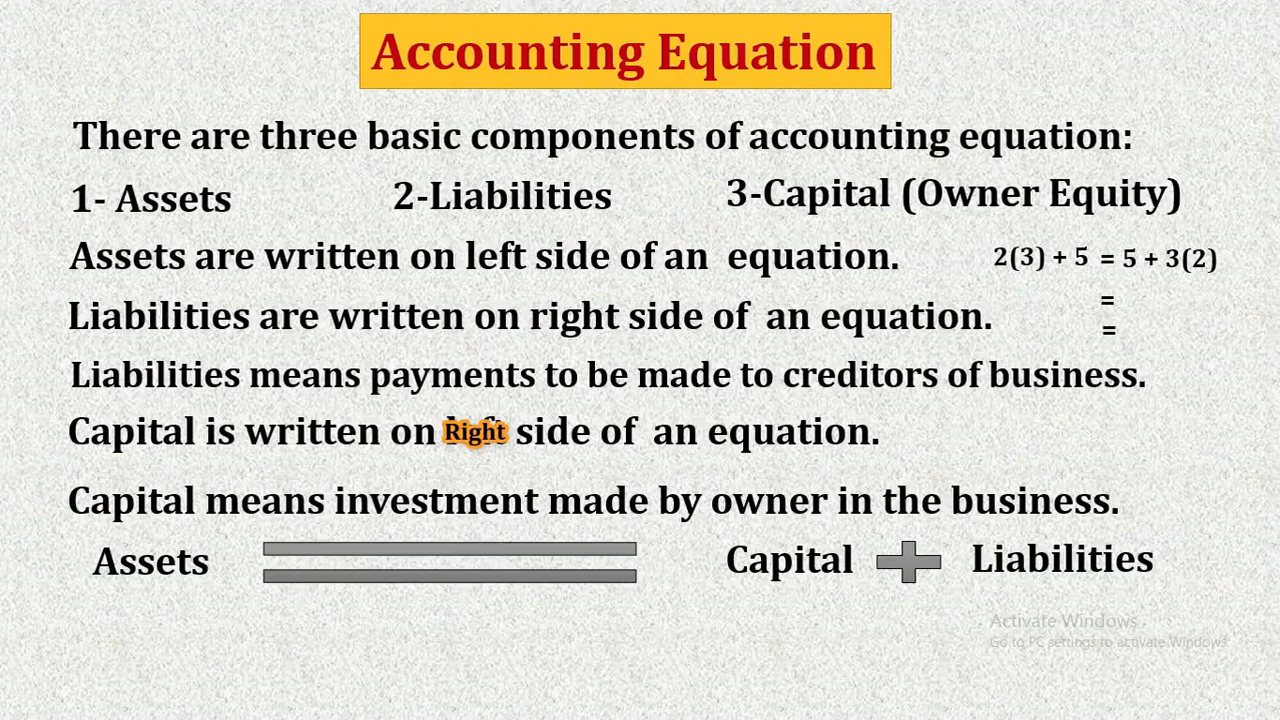 Accounting Equation
There are three basic components of accounting equation:
1- Assets 2-Liabilities 3-Capital (Owner Equity)
Assets are written on left side of an equation. 2(3) + 5 = 5 + 3(2)
Liabilities are written on right side of an equation. =
=
Liabilities means payments to be made to creditors of business.
Capital is written on Right side of an equation.
Capital means investment made by owner in the business.
Assets = Capital + Liabilities
Activate Windows
Go to PC settings to activate Windows.